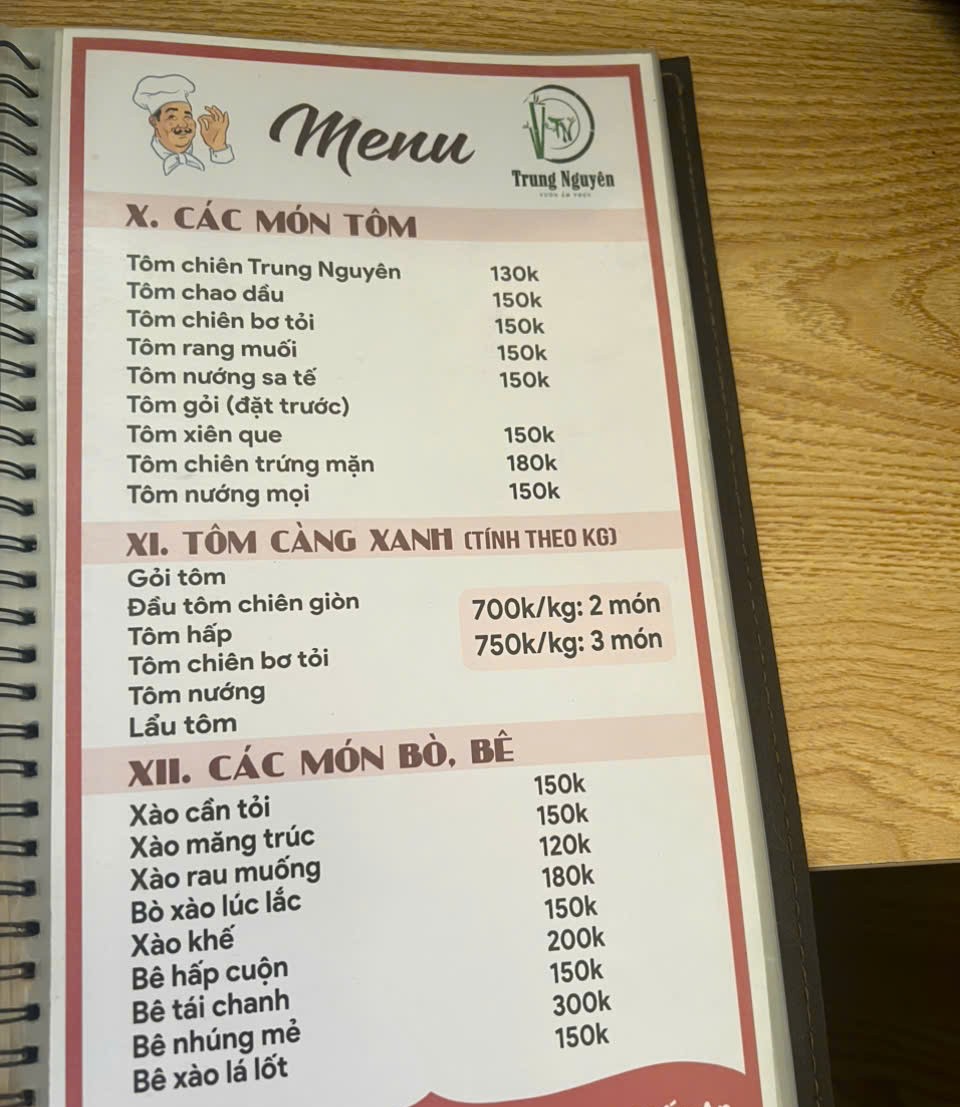 Menu
Trung Nguyên
X. CÁC MÓN TÔM
Tôm chiên Trung Nguyên 130k
Tôm chao dầu 150k
Tôm chiên bơ tỏi 150k
Tôm rang muối 150k
Tôm nướng sa tế 150k
Tôm gỏi (đặt trước)
Tôm xiên que 150k
Tôm chiên trứng mặn 180k
Tôm nướng mọi 150k
XI. TÔM CÀNG XANH (TÍNH THEO KG)
Gỏi tôm
Đầu tôm chiên giòn 700k/kg: 2 món
Tôm hấp 750k/kg: 3 món
Tôm chiên bơ tỏi
Tôm nướng
Lẩu tôm
XII. CÁC MÓN BÒ, BÊ
Xào cần tỏi 150k
Xào măng trúc 150k
Xào rau muống 120k
Bò xào lúc lắc 180k
Xào khế 150k
Bê hấp cuộn 200k
Bê tái chanh 150k
Bê nhúng mẻ 300k
Bê xào lá lốt 150k